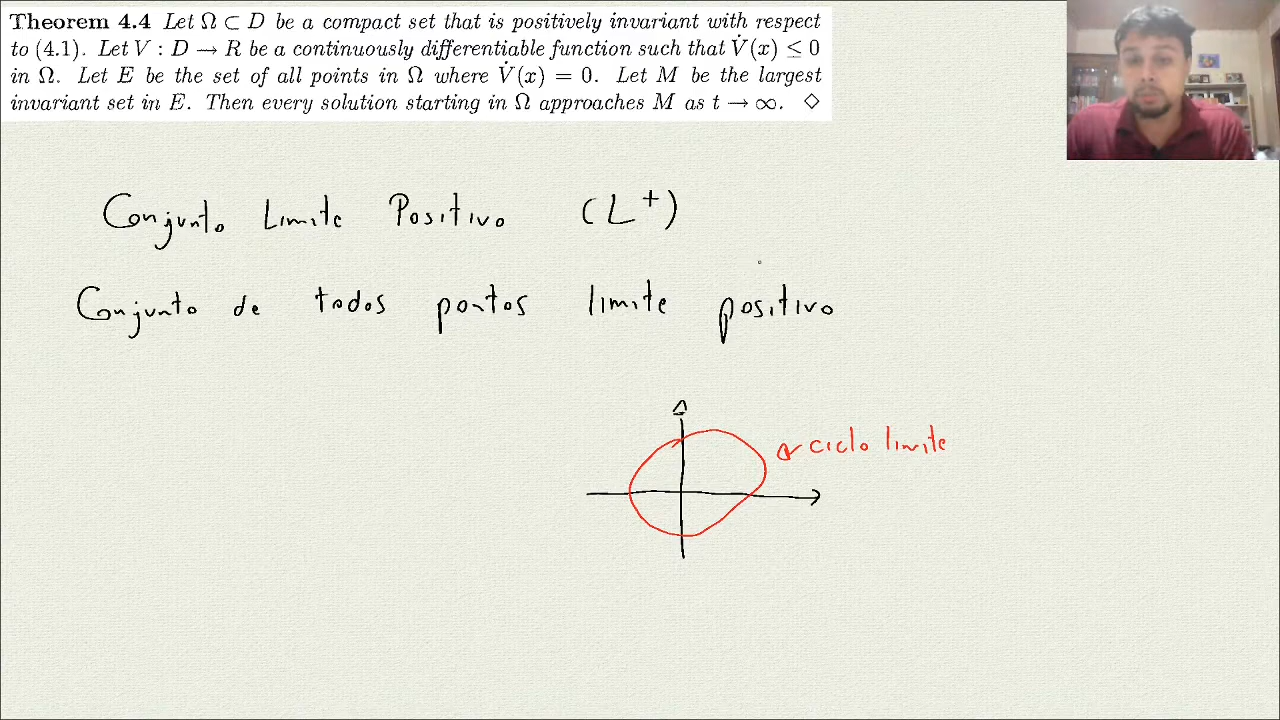 Theorem 4.4 Let Ω ⊂ D be a compact set that is positively invariant with respect
to (4.1). Let V : D → R be a continuously differentiable function such that V̇(x) ≤ 0
in Ω. Let E be the set of all points in Ω where V̇(x) = 0. Let M be the largest
invariant set in E. Then every solution starting in Ω approaches M as t → ∞. ◇
Conjunto Limite Positivo (L⁺)
Conjunto de todos pontos limite positivo
ciclo limite